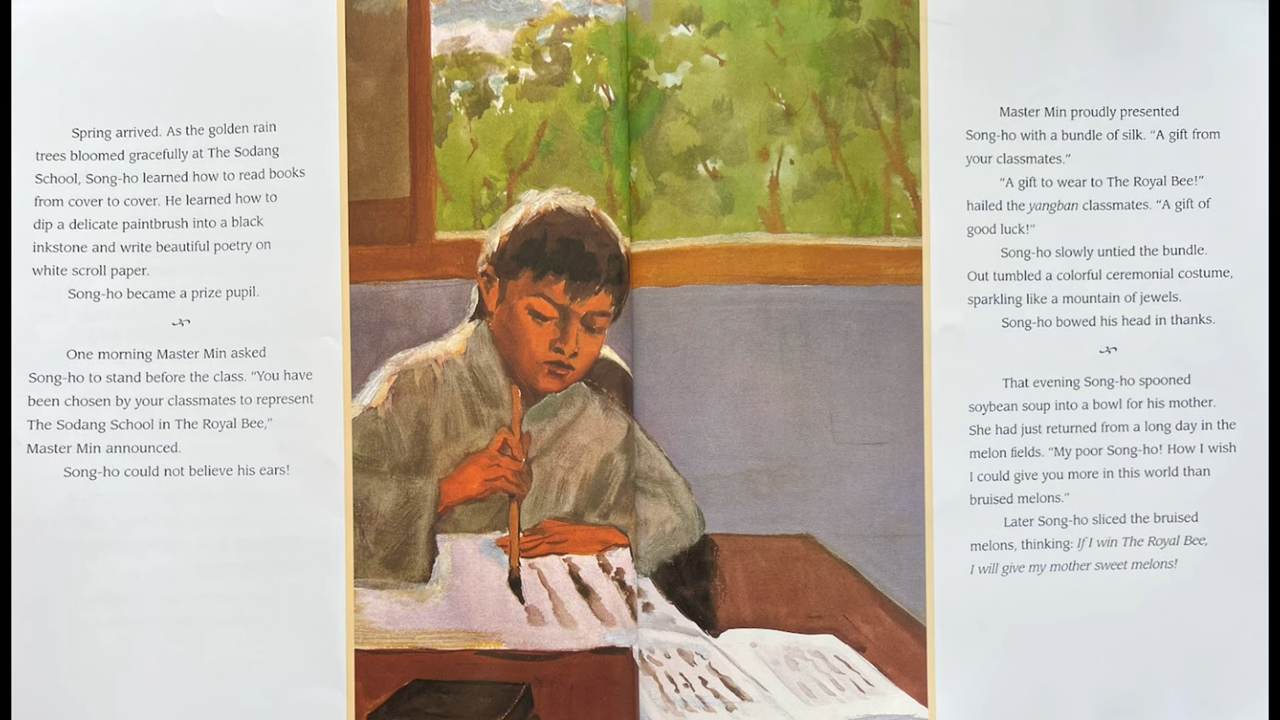 Spring arrived. As the golden rain
trees bloomed gracefully at The Sodang
School, Song-ho learned how to read books
from cover to cover. He learned how to
dip a delicate paintbrush into a black
inkstone and write beautiful poetry on
white scroll paper.
Song-ho became a prize pupil.
One morning Master Min asked
Song-ho to stand before the class. “You have
been chosen by your classmates to represent
The Sodang School in The Royal Bee,”
Master Min announced.
Song-ho could not believe his ears!
Master Min proudly presented
Song-ho with a bundle of silk. “A gift from
your classmates.”
“A gift to wear to The Royal Bee!”
hailed the yangban classmates. “A gift of
good luck!”
Song-ho slowly untied the bundle.
Out tumbled a colorful ceremonial costume,
sparkling like a mountain of jewels.
Song-ho bowed his head in thanks.
That evening Song-ho spooned
soybean soup into a bowl for his mother.
She had just returned from a long day in the
melon fields. “My poor Song-ho! How I wish
I could give you more in this world than
bruised melons.”
Later Song-ho sliced the bruised
melons, thinking: If I win The Royal Bee,
I will give my mother sweet melons!